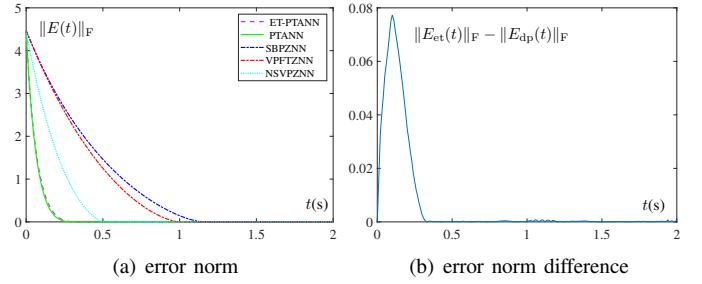 ‖E(t)‖F
ET-PTANN
PTANN
SBPZNN
VPFTZNN
NSVPZNN
5
4
3
2
1
0
t(s)
0 0.5 1 1.5 2
(a) error norm
‖Eet(t)‖F − ‖Edp(t)‖F
0.08
0.06
0.04
0.02
0
t(s)
0 0.5 1 1.5 2
(b) error norm difference